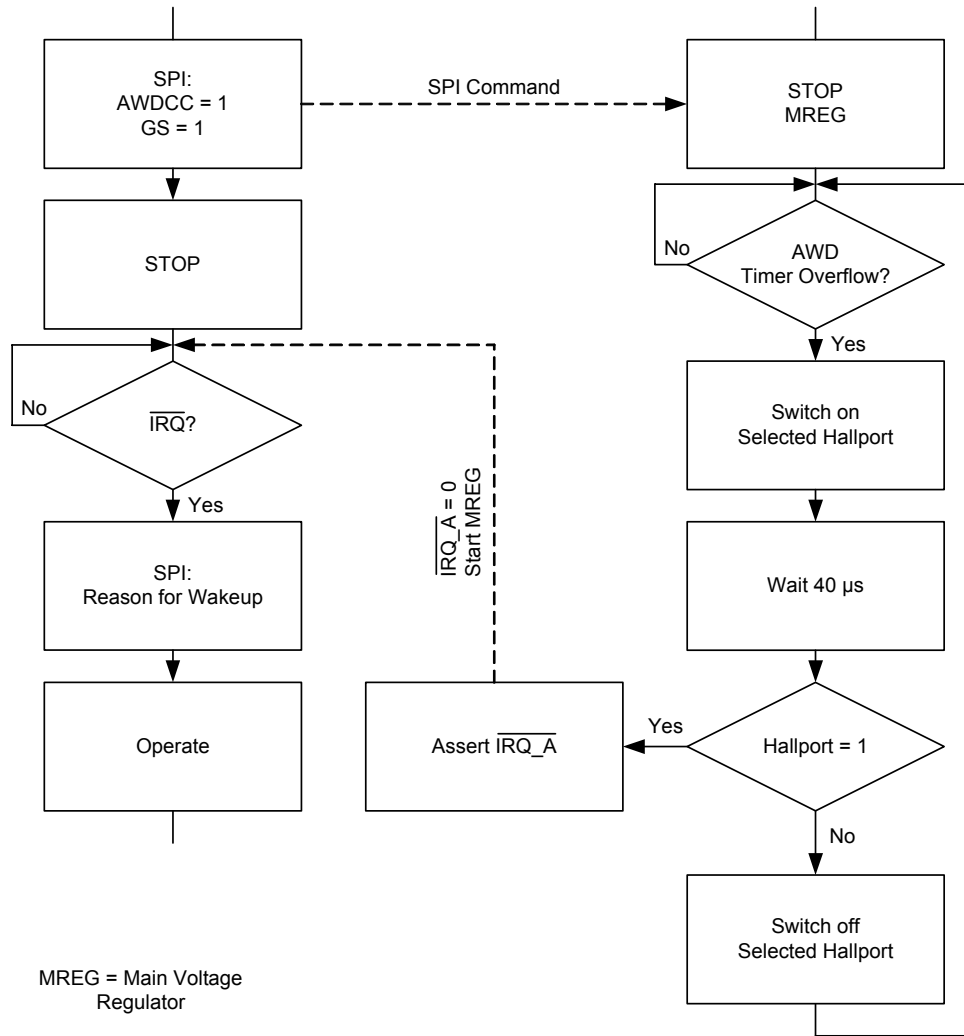 SPI:
AWDCC = 1
GS = 1
SPI Command
STOP
MREG
STOP
No
AWD
Timer Overflow?
Yes
No
IRQ?
Yes
Switch on
Selected Hallport
SPI:
Reason for Wakeup
IRQ_A = 0
Start MREG
Wait 40 µs
Operate
Assert IRQ_A
Yes
Hallport = 1
No
Switch off
Selected Hallport
MREG = Main Voltage
Regulator